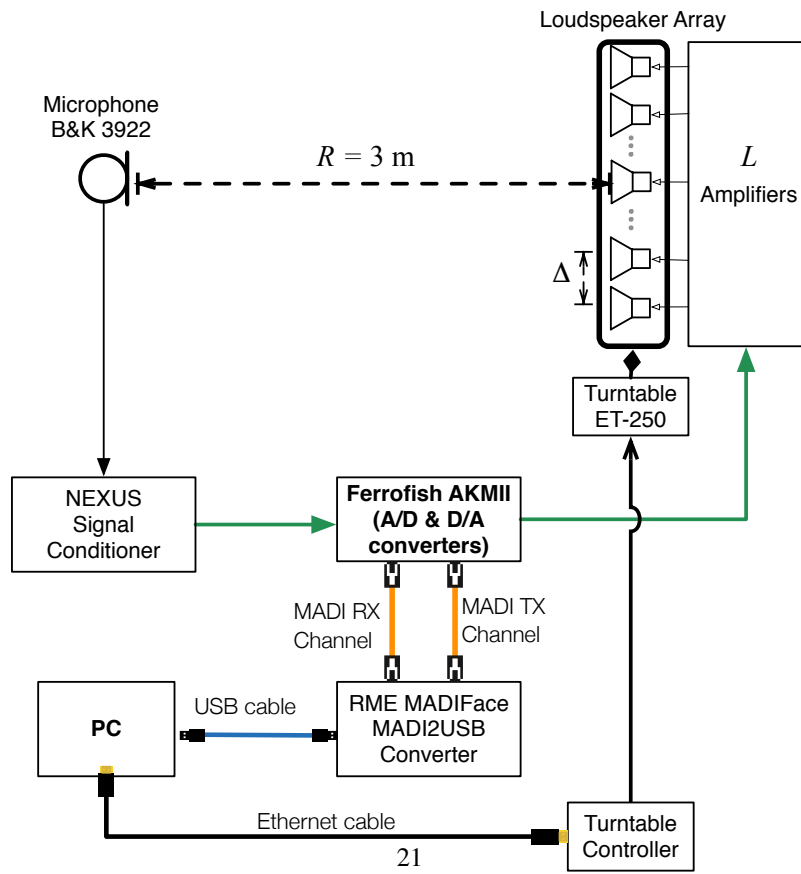 Loudspeaker Array
Microphone
B&K 3922
R = 3 m
L
Amplifiers
Δ
Turntable
ET-250
NEXUS
Signal
Conditioner
Ferrofish AKMII
(A/D & D/A
converters)
MADI RX
Channel
MADI TX
Channel
PC
USB cable
RME MADIFace
MADI2USB
Converter
Ethernet cable
Turntable
Controller
21